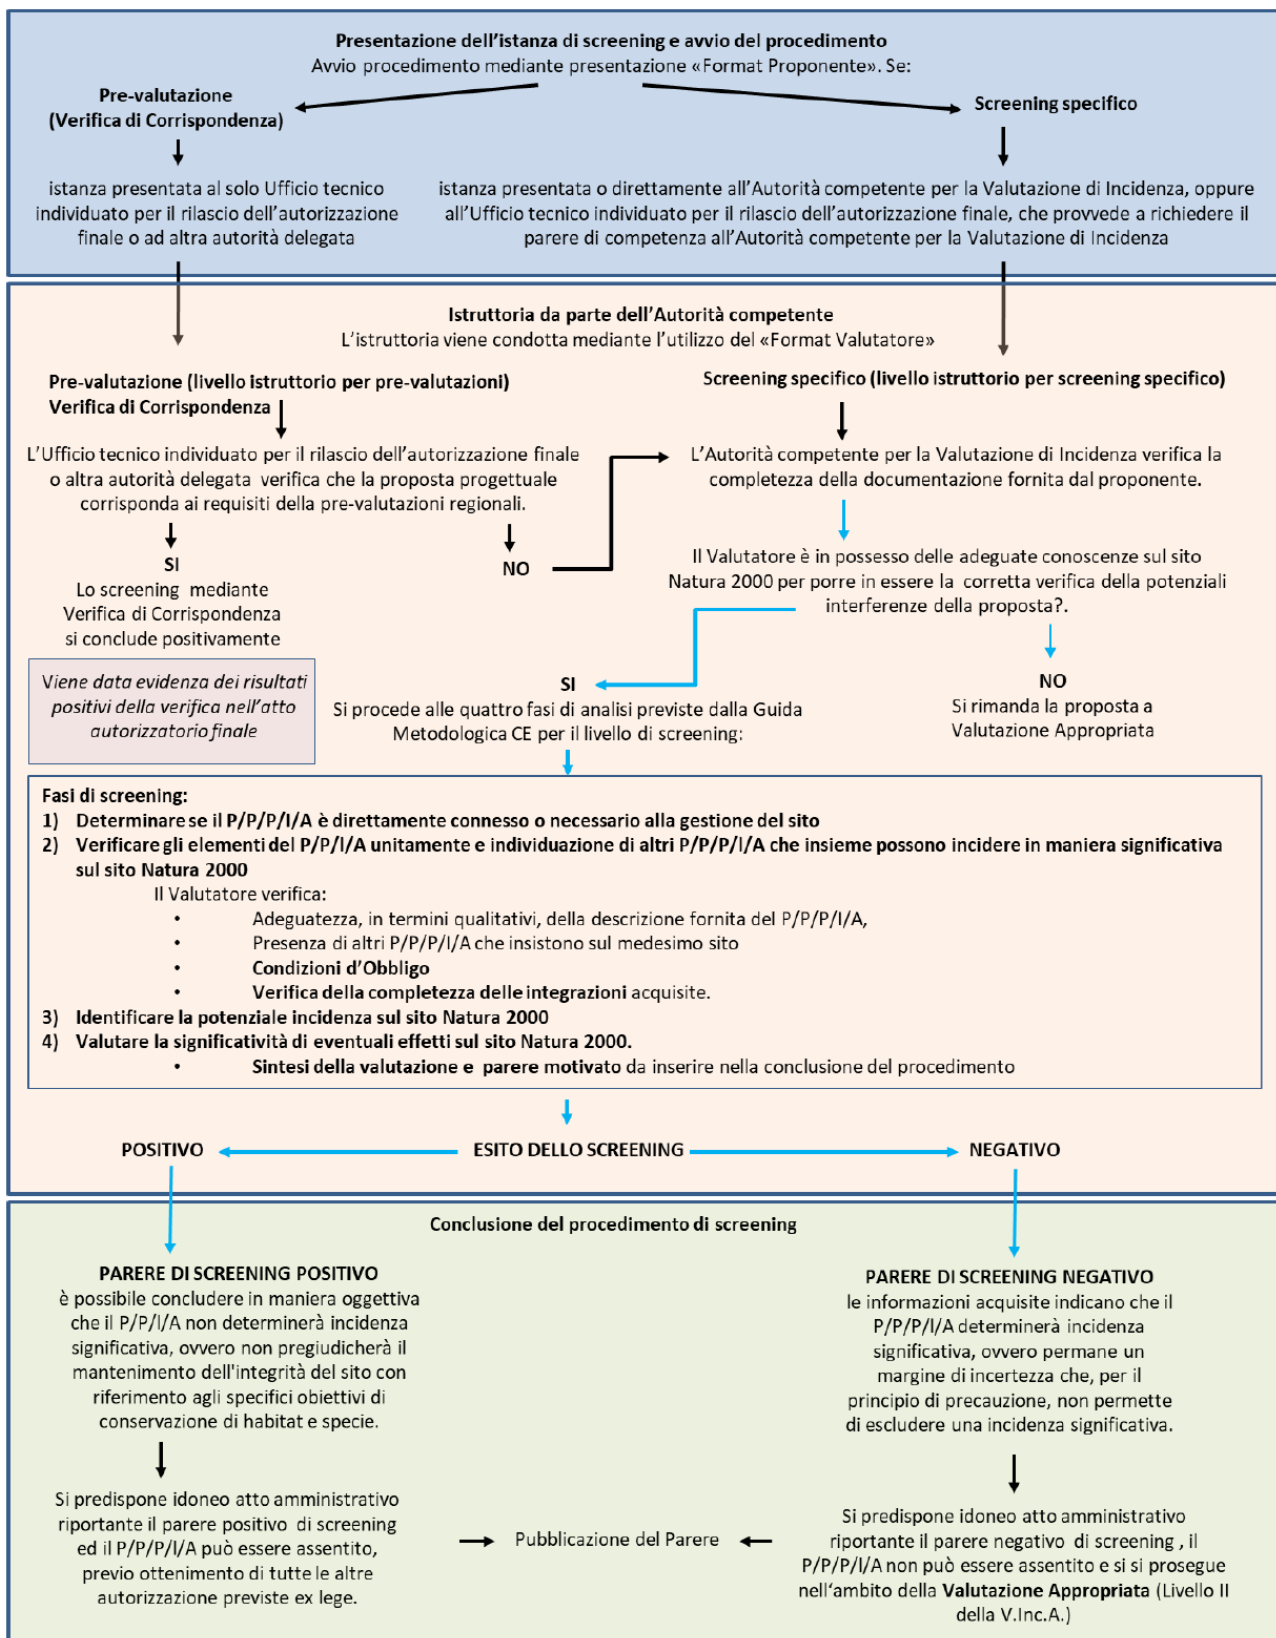 Presentazione dell'istanza di screening e avvio del procedimento
Avvio procedimento mediante presentazione «Format Proponente». Se:
Pre-valutazione
(Verifica di Corrispondenza)
Screening specifico
istanza presentata al solo Ufficio tecnico
individuato per il rilascio dell'autorizzazione
finale o ad altra autorità delegata
istanza presentata o direttamente all'Autorità competente per la Valutazione di Incidenza, oppure
all'Ufficio tecnico individuato per il rilascio dell'autorizzazione finale, che provvede a richiedere il
parere di competenza all'Autorità competente per la Valutazione di Incidenza
Istruttoria da parte dell'Autorità competente
L'istruttoria viene condotta mediante l'utilizzo del «Format Valutatore»
Pre-valutazione (livello istruttorio per pre-valutazioni)
Verifica di Corrispondenza
Screening specifico (livello istruttorio per screening specifico)
L'Ufficio tecnico individuato per il rilascio dell'autorizzazione finale
o altra autorità delegata verifica che la proposta progettuale
corrisponda ai requisiti della pre-valutazioni regionali.
L'Autorità competente per la Valutazione di Incidenza verifica la
completezza della documentazione fornita dal proponente.
SI
Lo screening mediante
Verifica di Corrispondenza
si conclude positivamente
NO
Il Valutatore è in possesso delle adeguate conoscenze sul sito
Natura 2000 per porre in essere la corretta verifica della potenziali
interferenze della proposta?.
Viene data evidenza dei risultati
positivi della verifica nell'atto
autorizzatorio finale
SI
Si procede alle quattro fasi di analisi previste dalla Guida
Metodologica CE per il livello di screening:
NO
Si rimanda la proposta a
Valutazione Appropriata
Fasi di screening:
1) Determinare se il P/P/P/I/A è direttamente connesso o necessario alla gestione del sito
2) Verificare gli elementi del P/P/I/A unitamente e individuazione di altri P/P/P/I/A che insieme possono incidere in maniera significativa
sul sito Natura 2000
Il Valutatore verifica:
• Adeguatezza, in termini qualitativi, della descrizione fornita del P/P/P/I/A,
• Presenza di altri P/P/P/I/A che insistono sul medesimo sito
• Condizioni d'Obbligo
• Verifica della completezza delle integrazioni acquisite.
3) Identificare la potenziale incidenza sul sito Natura 2000
4) Valutare la significatività di eventuali effetti sul sito Natura 2000.
• Sintesi della valutazione e parere motivato da inserire nella conclusione del procedimento
POSITIVO
ESITO DELLO SCREENING
NEGATIVO
Conclusione del procedimento di screening
PARERE DI SCREENING POSITIVO
è possibile concludere in maniera oggettiva
che il P/P/I/A non determinerà incidenza
significativa, ovvero non pregiudicherà il
mantenimento dell'integrità del sito con
riferimento agli specifici obiettivi di
conservazione di habitat e specie.
PARERE DI SCREENING NEGATIVO
le informazioni acquisite indicano che il
P/P/P/I/A determinerà incidenza
significativa, ovvero permane un
margine di incertezza che, per il
principio di precauzione, non permette
di escludere una incidenza significativa.
Si predispone idoneo atto amministrativo
riportante il parere positivo di screening
ed il P/P/P/I/A può essere assentito,
previo ottenimento di tutte le altre
autorizzazione previste ex lege.
Pubblicazione del Parere
Si predispone idoneo atto amministrativo
riportante il parere negativo di screening , il
P/P/P/I/A non può essere assentito e si si prosegue
nell'ambito della Valutazione Appropriata (Livello II
della V.Inc.A.)